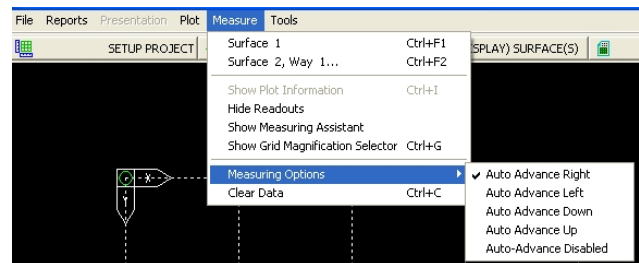 File Reports Presentation Plot Measure Tools
SETUP PROJECT
SPLAY) SURFACE(S)
Surface 1 Ctrl+F1
Surface 2, Way 1... Ctrl+F2
Show Plot Information Ctrl+I
Hide Readouts
Show Measuring Assistant
Show Grid Magnification Selector Ctrl+G
Measuring Options
Clear Data Ctrl+C
Auto Advance Right
Auto Advance Left
Auto Advance Down
Auto Advance Up
Auto-Advance Disabled
X
Y